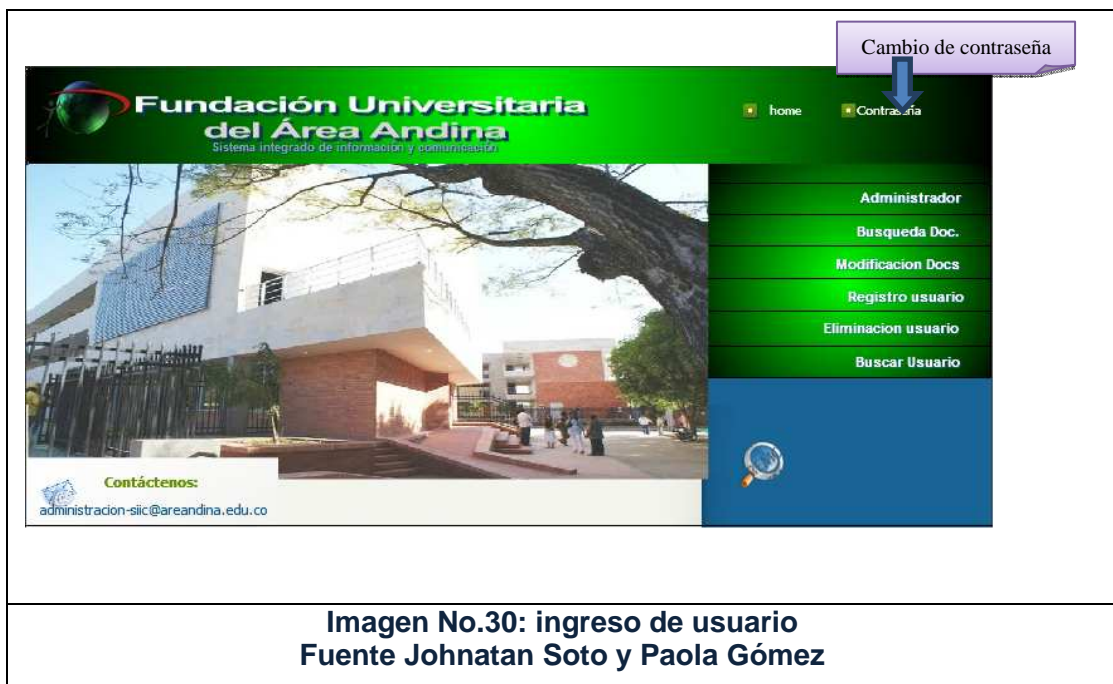 Cambio de contraseña
Fundación Universitaria
del Área Andina
Sistema integrado de información y comunicación
home
Contraseña
Administrador
Busqueda Doc.
Modificacion Docs
Registro usuario
Eliminacion usuario
Buscar Usuario
Contáctenos:
administracion-siic@areandina.edu.co
Imagen No.30: ingreso de usuario
Fuente Johnatan Soto y Paola Gómez